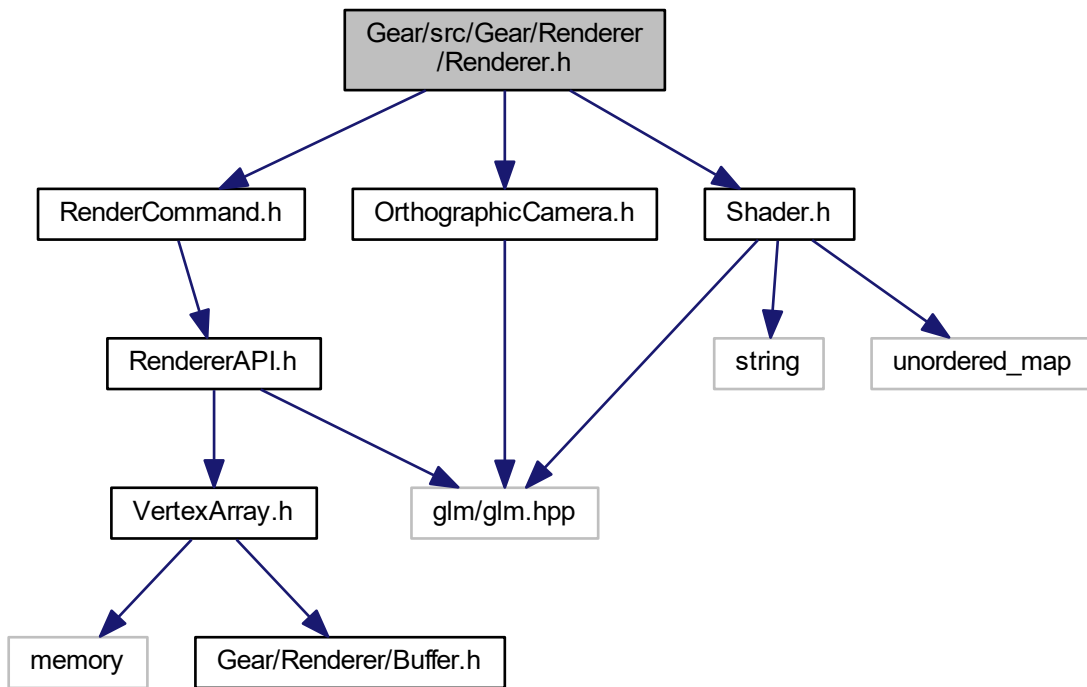 Gear/src/Gear/Renderer
/Renderer.h
RenderCommand.h
OrthographicCamera.h
Shader.h
RendererAPI.h
string
unordered_map
VertexArray.h
glm/glm.hpp
memory
Gear/Renderer/Buffer.h